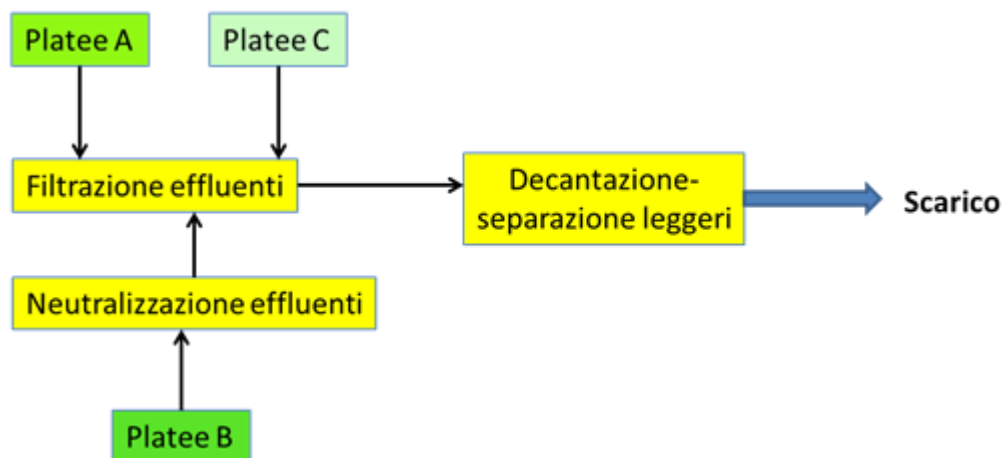 Platee A
Platee C
Filtrazione effluenti
Decantazione-
separazione leggeri
Scarico
Neutralizzazione effluenti
Platee B